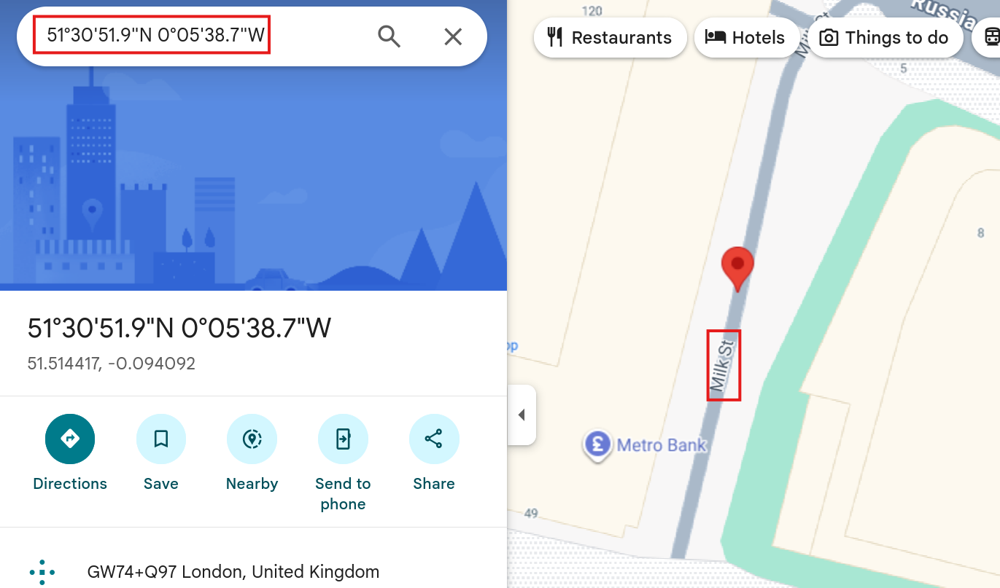 51°30'51.9"N 0°05'38.7"W
120
Russia
Milk St
Restaurants
Hotels
Things to do
5
8
51°30'51.9"N 0°05'38.7"W
51.514417, -0.094092
op
Milk St
Directions
Save
Nearby
Send to
phone
Share
Metro Bank
49
GW74+Q97 London, United Kingdom